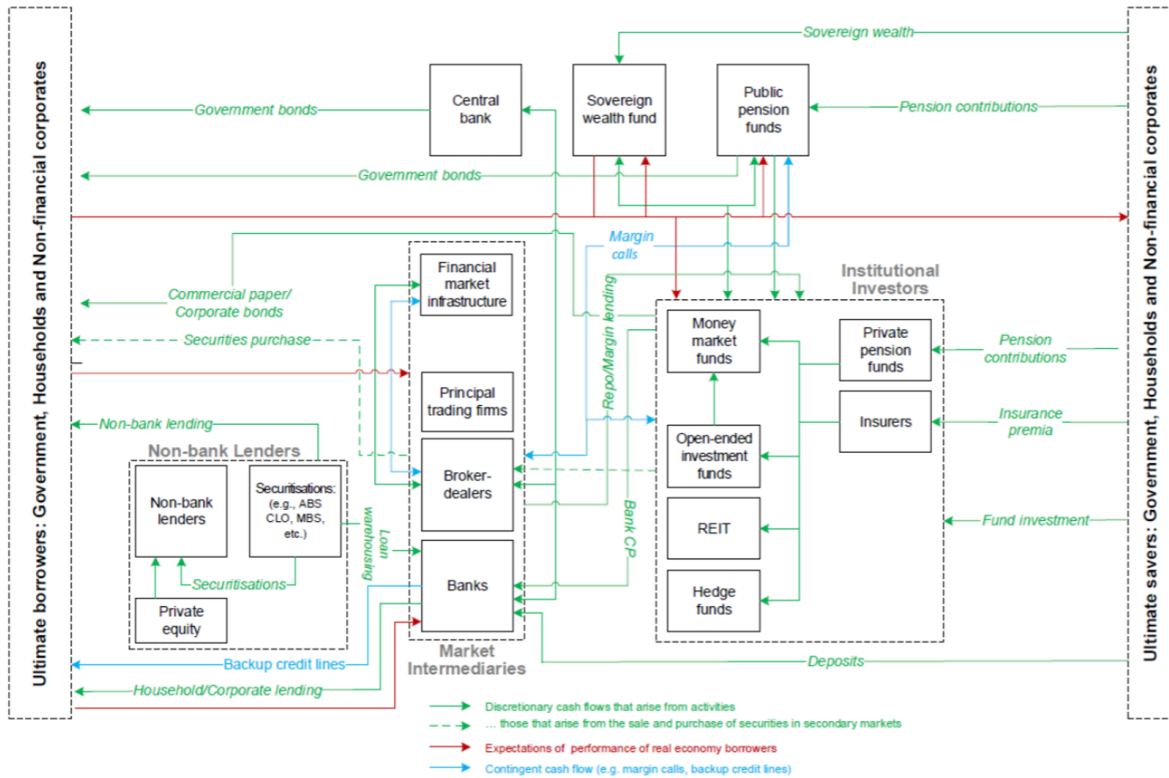 Ultimate borrowers: Government, Households and Non-financial corporates
Ultimate savers: Government, Households and Non-financial corporates
Sovereign wealth
Central
bank
Sovereign
wealth fund
Public
pension
funds
Government bonds
Pension contributions
Government bonds
Margin
calls
Financial
market
infrastructure
Institutional
Investors
Commercial paper/
Corporate bonds
Repo/Margin lending
Money
market
funds
Private
pension
funds
Pension
contributions
Securities purchase
Principal
trading firms
Insurers
Insurance
premia
Non-bank lending
Non-bank Lenders
Broker-
dealers
Open-ended
investment
funds
Non-bank
lenders
Securitisations:
(e.g., ABS
CLO, MBS,
etc.)
Loan
warehousing
Bank CP
REIT
Fund investment
Securitisations
Banks
Hedge
funds
Private
equity
Market
Intermediaries
Backup credit lines
Deposits
Household/Corporate lending
Discretionary cash flows that arise from activities
... those that arise from the sale and purchase of securities in secondary markets
Expectations of performance of real economy borrowers
Contingent cash flow (e.g. margin calls, backup credit lines)